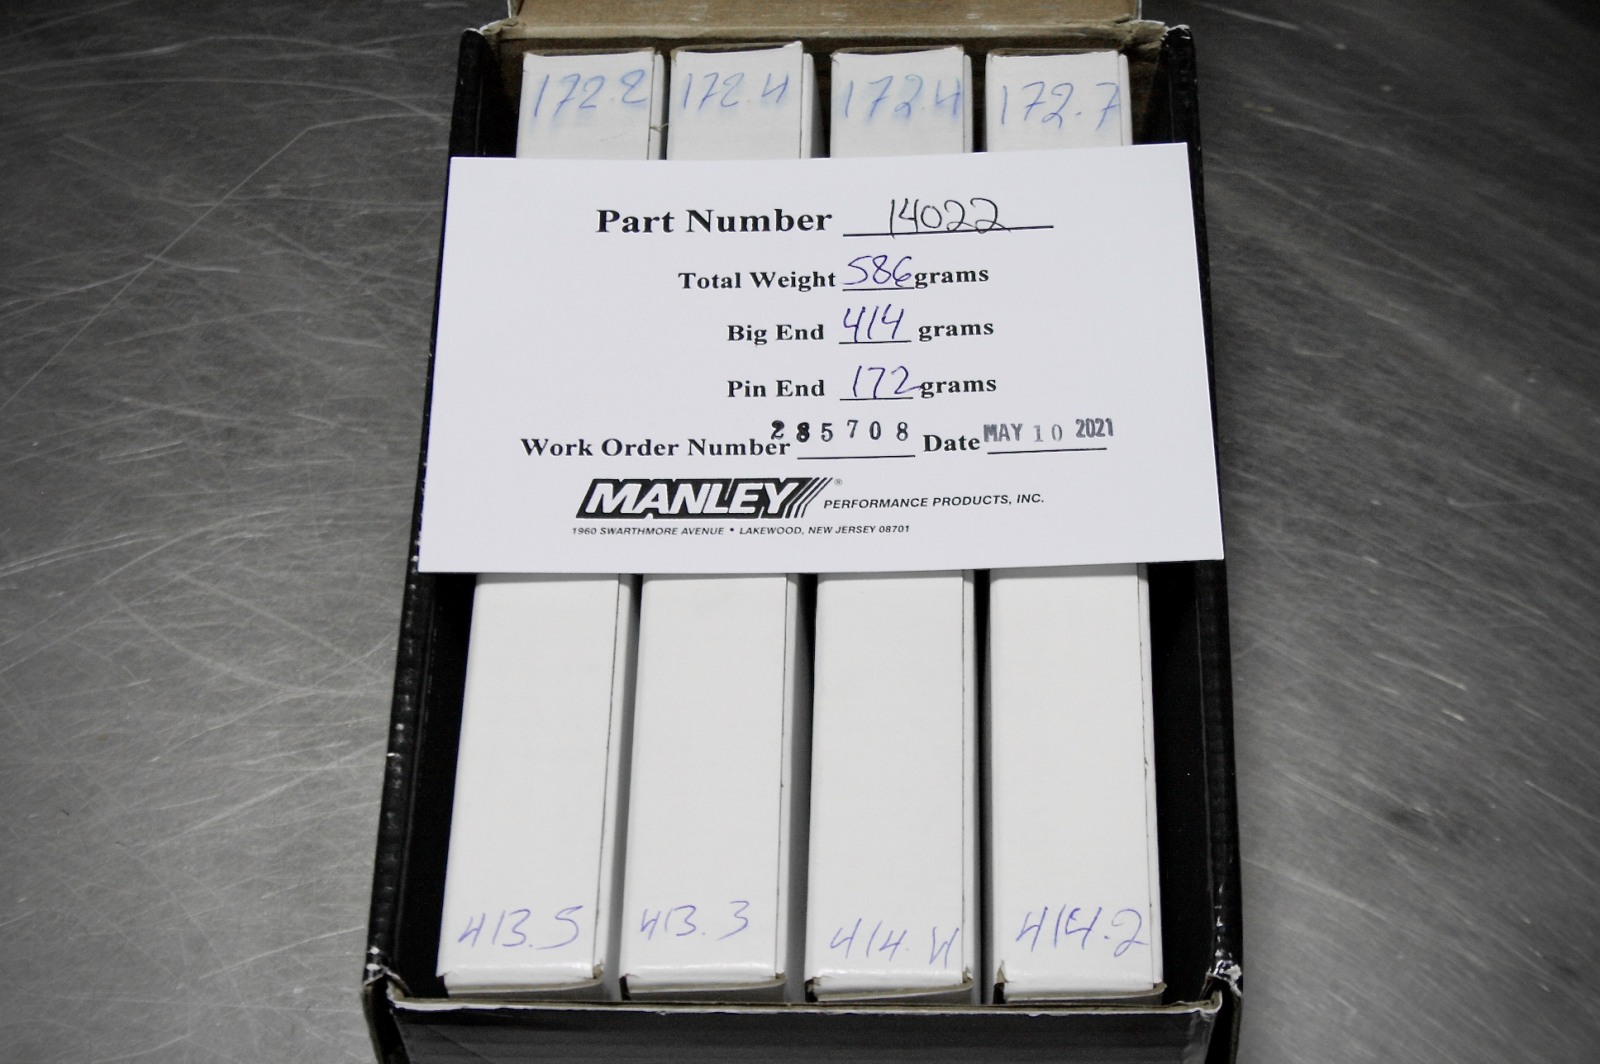 172.2 172.4 172.4 172.7
Part Number 14022
Total Weight 586 grams
Big End 414 grams
Pin End 172 grams
Work Order Number 285708 Date MAY 10 2021
MANLEY® PERFORMANCE PRODUCTS, INC.
1960 SWARTHMORE AVENUE • LAKEWOOD, NEW JERSEY 08701
413.5 413.3 414.4 414.2